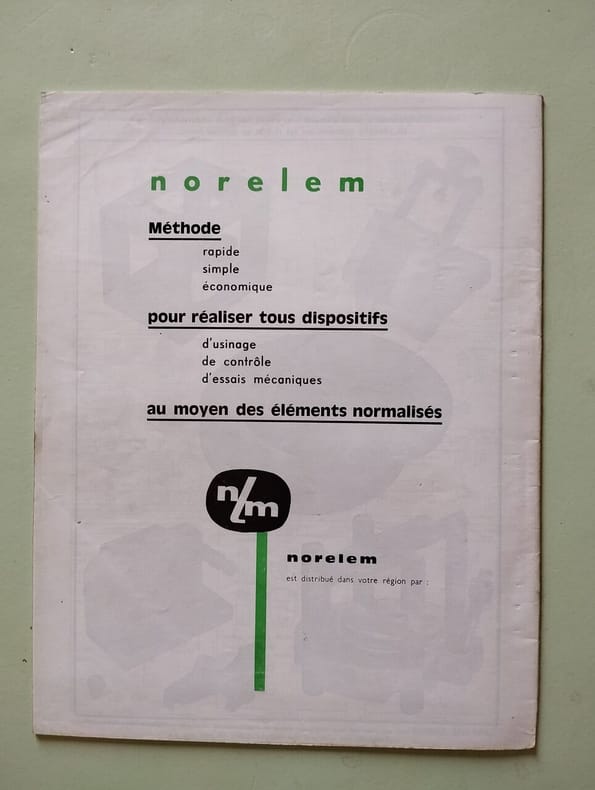 norelem
Méthode
rapide
simple
économique
pour réaliser tous dispositifs
d'usinage
de contrôle
d'essais mécaniques
au moyen des éléments normalisés
n/m
norelem
est distribué dans votre région par :